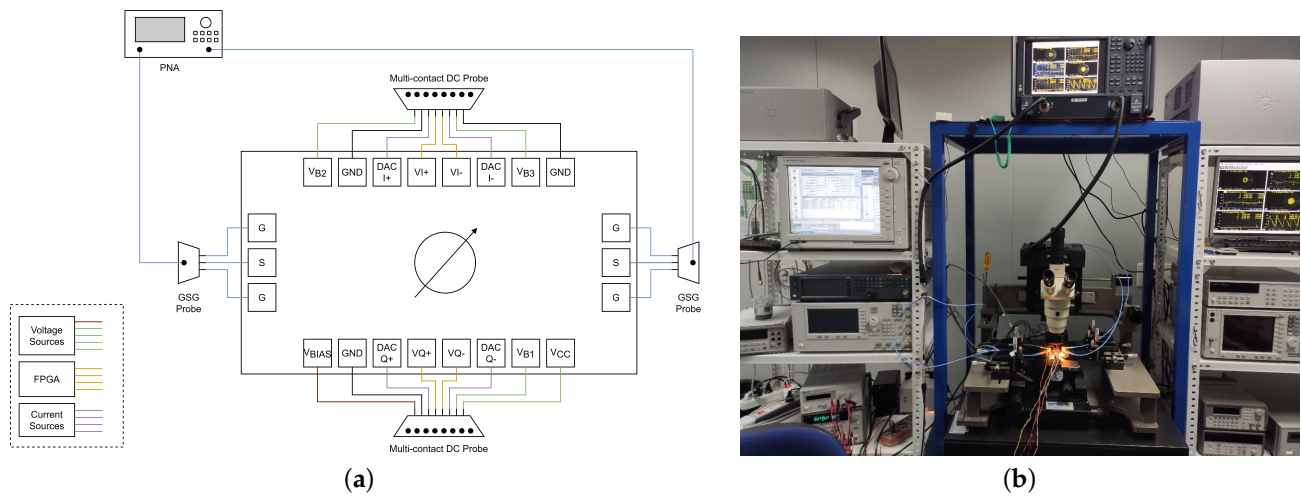 PNA
Multi-contact DC Probe
VB2 GND DAC I+ VI+ VI- DAC I- VB3 GND
G G
S S
G G
GSG Probe
GSG Probe
Voltage Sources
FPGA
Current Sources
VBIAS GND DAC Q+ VQ+ VQ- DAC Q- VB1 VCC
Multi-contact DC Probe
(a) (b)